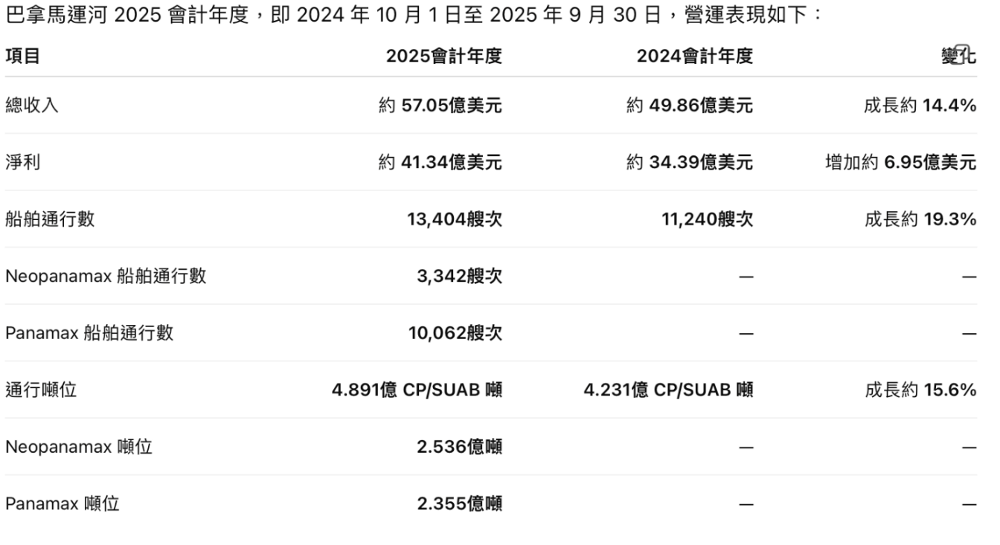 巴拿馬運河 2025 會計年度，即 2024 年 10 月 1 日至 2025 年 9 月 30 日，營運表現如下：
項目 2025會計年度 2024會計年度 變化
總收入 約 57.05億美元 約 49.86億美元 成長約 14.4%
淨利 約 41.34億美元 約 34.39億美元 增加約 6.95億美元
船舶通行數 13,404艘次 11,240艘次 成長約 19.3%
Neopanamax 船舶通行數 3,342艘次 — —
Panamax 船舶通行數 10,062艘次 — —
通行噸位 4.891億 CP/SUAB 噸 4.231億 CP/SUAB 噸 成長約 15.6%
Neopanamax 噸位 2.536億噸 — —
Panamax 噸位 2.355億噸 — —